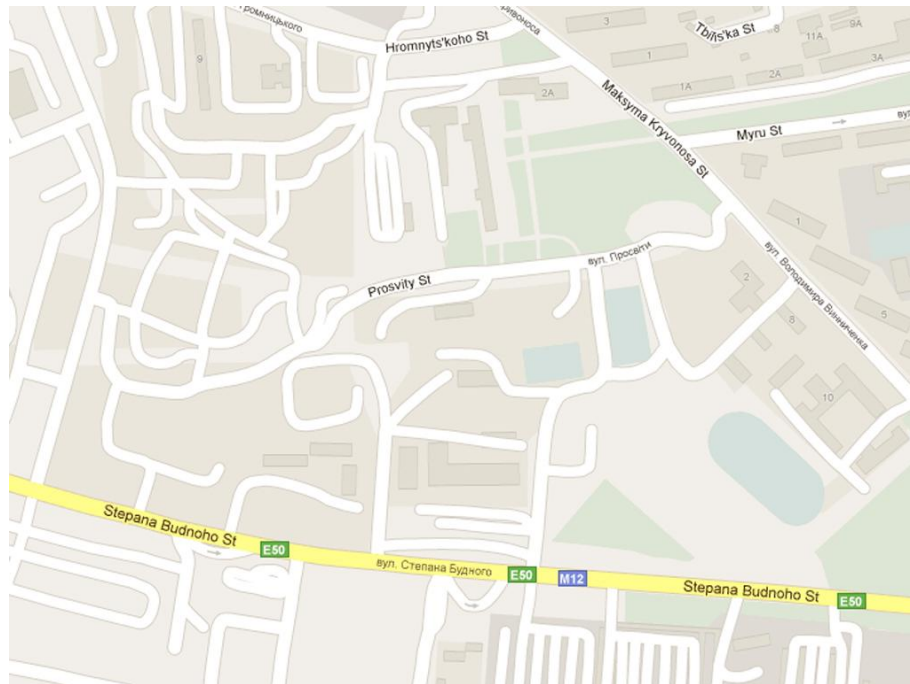 Hromnyts'koho St
Tbilis'ka St
3
8
9A
11A
1
3A
9
2A
1A
2A
Maksyma Kryvonosa St
Myru St
вул. Просвіти
Prosvity St
1
вул. Володимира Винниченка
2
8
5
10
Stepana Budnoho St
E50
вул. Степана Будного
E50
M12
Stepana Budnoho St
E50